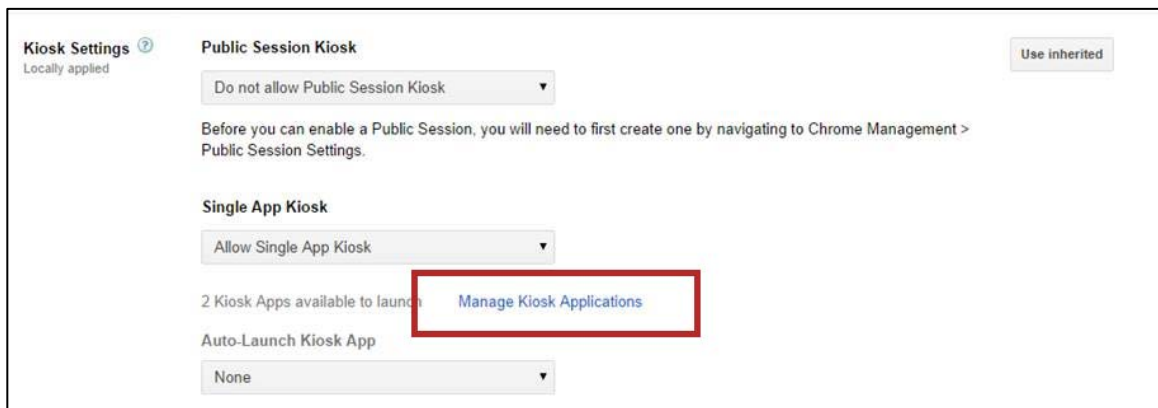 Kiosk Settings ?
Locally applied
Public Session Kiosk
Use inherited
Do not allow Public Session Kiosk
Before you can enable a Public Session, you will need to first create one by navigating to Chrome Management >
Public Session Settings.
Single App Kiosk
Allow Single App Kiosk
2 Kiosk Apps available to launch Manage Kiosk Applications
Auto-Launch Kiosk App
None